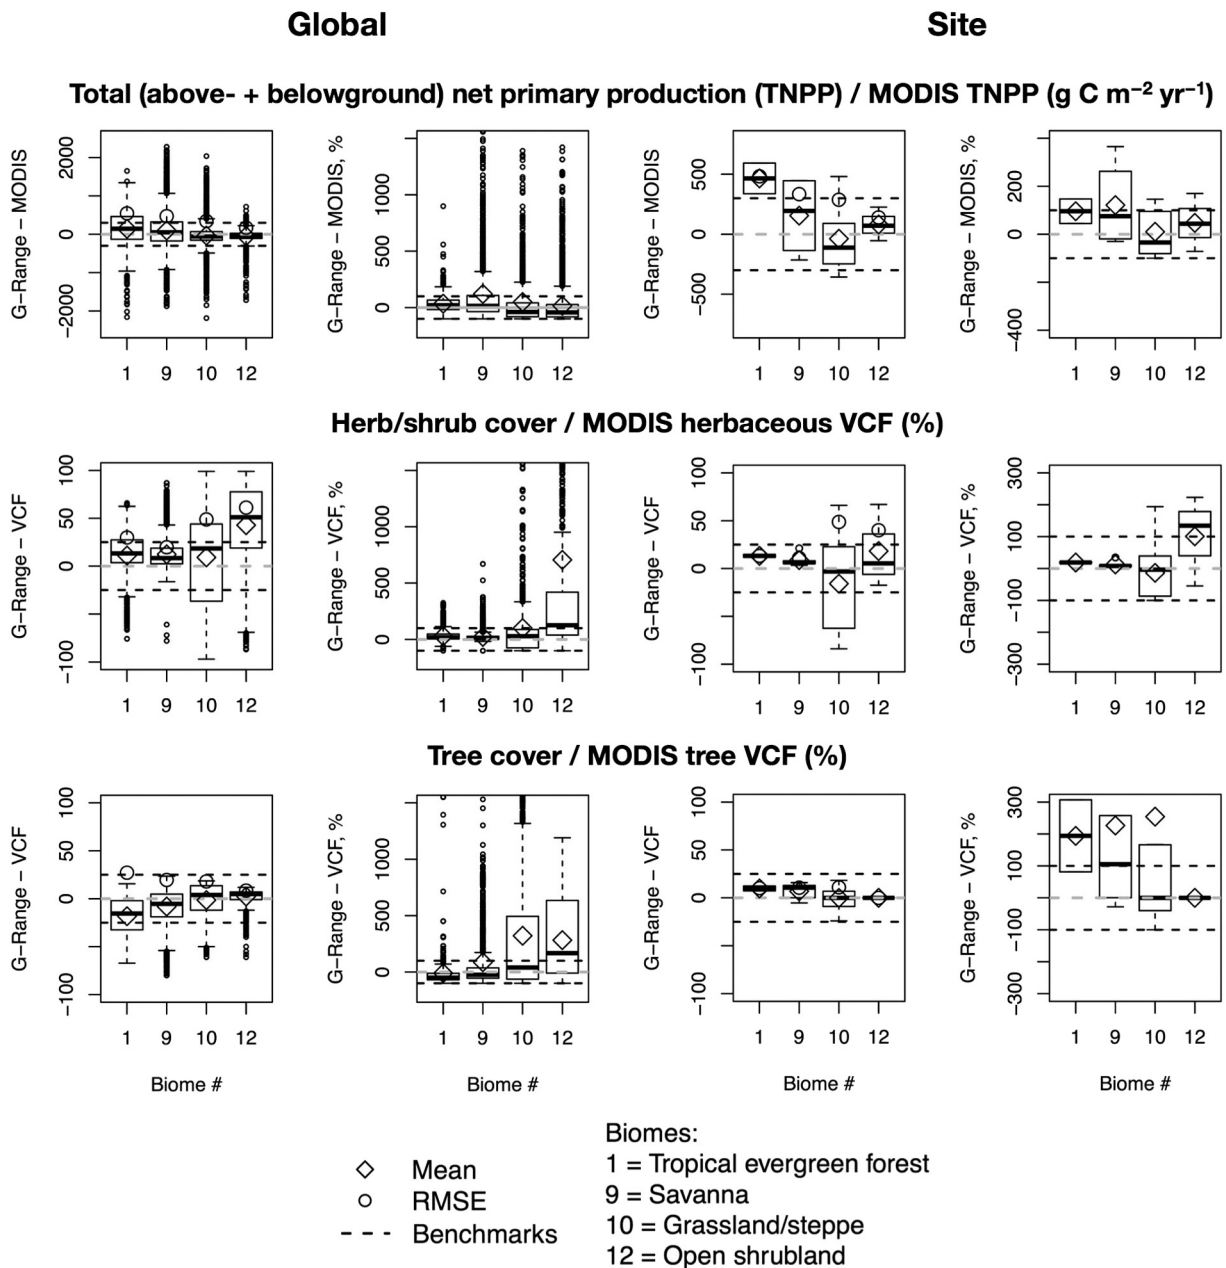 Global
Site
Total (above- + belowground) net primary production (TNPP) / MODIS TNPP (g C m⁻² yr⁻¹)
G−Range − MODIS
2000
0
−2000
1 9 10 12
G−Range − MODIS, %
1000
500
0
1 9 10 12
G−Range − MODIS
500
0
−500
1 9 10 12
G−Range − MODIS, %
200
0
−400
1 9 10 12
Herb/shrub cover / MODIS herbaceous VCF (%)
G−Range − VCF
100
50
0
−100
1 9 10 12
G−Range − VCF, %
1000
500
0
1 9 10 12
G−Range − VCF
100
50
0
−100
1 9 10 12
G−Range − VCF, %
300
100
−100
−300
1 9 10 12
Tree cover / MODIS tree VCF (%)
G−Range − VCF
100
50
0
−100
1 9 10 12
Biome #
G−Range − VCF, %
1000
500
0
1 9 10 12
Biome #
G−Range − VCF
100
50
0
−100
1 9 10 12
Biome #
G−Range − VCF, %
300
100
−100
−300
1 9 10 12
Biome #
Mean
RMSE
Benchmarks
Biomes:
1 = Tropical evergreen forest
9 = Savanna
10 = Grassland/steppe
12 = Open shrubland